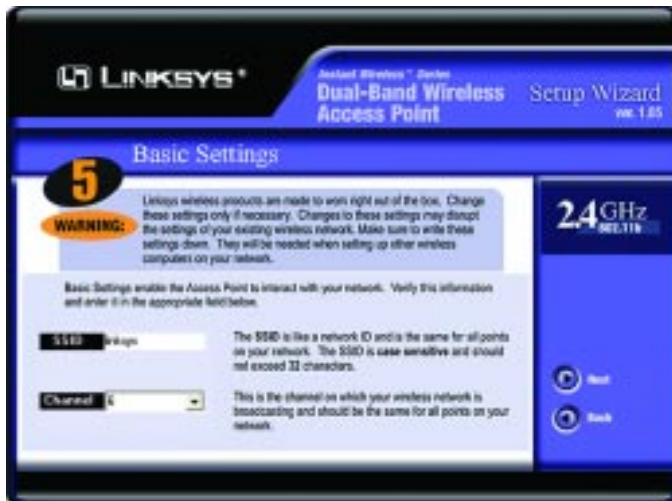 LINKSYS®
Instant Wireless™ Series
Dual-Band Wireless
Access Point
Setup Wizard
ver. 1.05
Basic Settings
5
WARNING:
Linksys wireless products are made to work right out of the box. Change
these settings only if necessary. Changes to these settings may disrupt
the settings of your existing wireless network. Make sure to write these
settings down. They will be needed when setting up other wireless
computers on your network.
2.4GHz
802.11b
Basic Settings enable the Access Point to interact with your network. Verify this information
and enter it in the appropriate field below.
SSID
linksys
The SSID is like a network ID and is the same for all points
on your network. The SSID is case sensitive and should
not exceed 32 characters.
Channel
6
This is the channel on which your wireless network is
broadcasting and should be the same for all points on your
network.
Next
Back